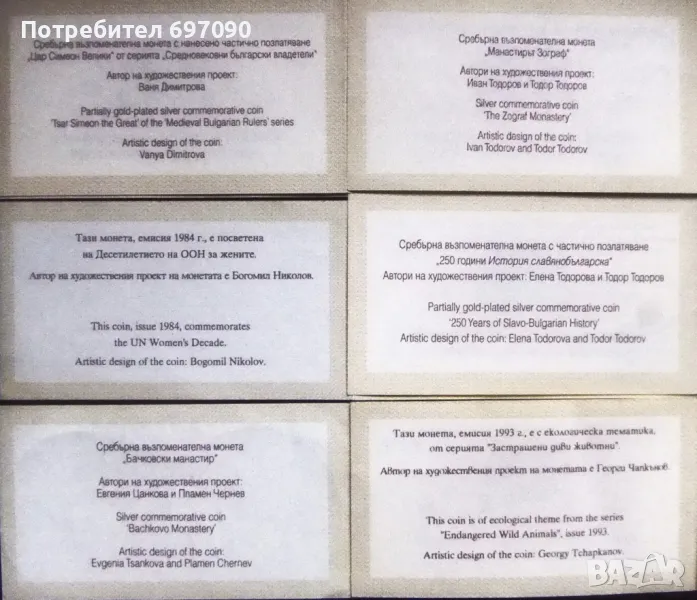 Потребител 697090
Сребърна възпоменателна монета с нанесено частично позлатяване
„Цар Симеон Велики” от серията „Средновековни български владетели”
Автор на художествения проект:
Ваня Димитрова
Partially gold-plated silver commemorative coin
'Tsar Simeon the Great' of the 'Medieval Bulgarian Rulers' series
Artistic design of the coin:
Vanya Dimitrova
Сребърна възпоменателна монета
„Манастирът Зограф”
Автори на художествения проект:
Иван Тодоров и Тодор Тодоров
Silver commemorative coin
'The Zograf Monastery'
Artistic design of the coin:
Ivan Todorov and Todor Todorov
Тази монета, емисия 1984 г., е посветена
на Десетилетието на ООН за жените.
Автор на художествения проект на монетата е Богомил Николов.
This coin, issue 1984, commemorates
the UN Women's Decade.
Artistic design of the coin: Bogomil Nikolov.
Сребърна възпоменателна монета с частично позлатяване
„250 години История славянобългарска”
Автори на художествения проект: Елена Тодорова и Тодор Тодоров
Partially gold-plated silver commemorative coin
'250 Years of Slavo-Bulgarian History'
Artistic design of the coin: Elena Todorova and Todor Todorov
Сребърна възпоменателна монета
„Бачковски манастир”
Автори на художествения проект:
Евгения Цанкова и Пламен Чернев
Silver commemorative coin
'Bachkovo Monastery'
Artistic design of the coin:
Evgenia Tsankova and Plamen Chernev
Тази монета, емисия 1993 г., е с екологическа тематика,
от серията "Застрашени диви животни".
Автор на художествения проект на монетата е Георги Чапкънов.
This coin is of ecological theme from the series
"Endangered Wild Animals", issue 1993.
Artistic design of the coin: Georgy Tchapkanov.
BAZAR